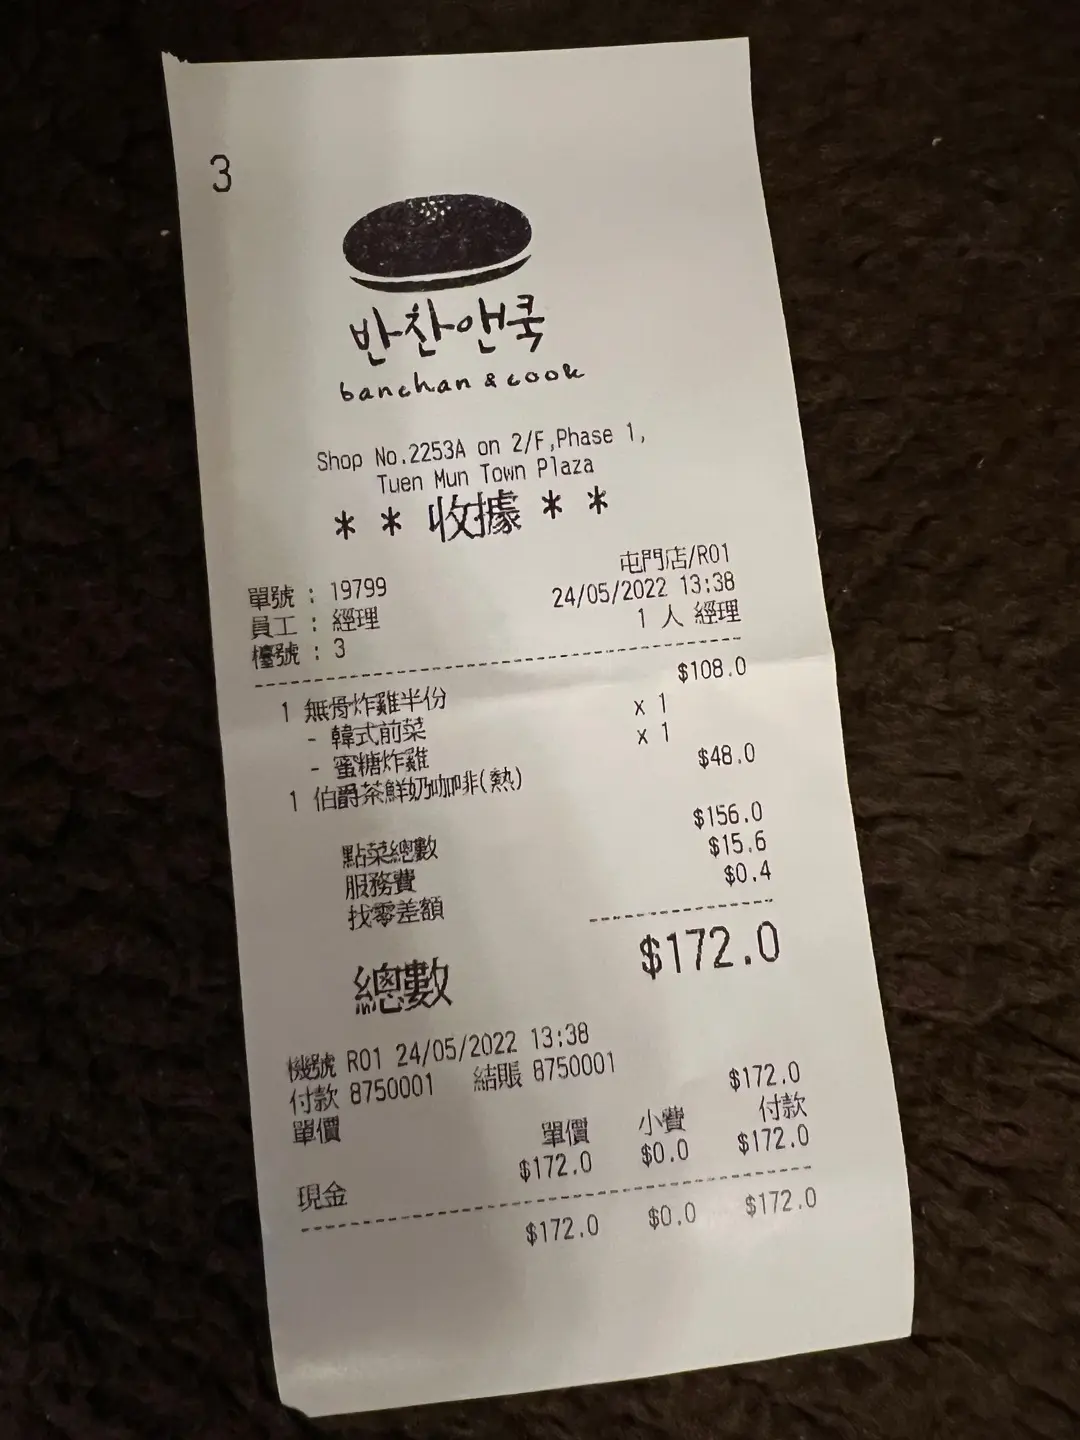 3
반찬앤쿡
banchan & cook
Shop No.2253A on 2/F,Phase 1,
Tuen Mun Town Plaza
* * 收據 * *
屯門店/R01
單號 : 19799 24/05/2022 13:38
員工 : 經理 1 人 經理
檯號 : 3
1 無骨炸雞半份 $108.0
- 韓式前菜 x 1
- 蜜糖炸雞 x 1
1 伯爵茶鮮奶咖啡(熱) $48.0
點菜總數 $156.0
服務費 $15.6
找零差額 $0.4
總數 $172.0
機號 R01 24/05/2022 13:38
付款 8750001 結賬 8750001
單價 $172.0
單價 小費 付款
現金 $172.0 $0.0 $172.0
$172.0 $0.0 $172.0